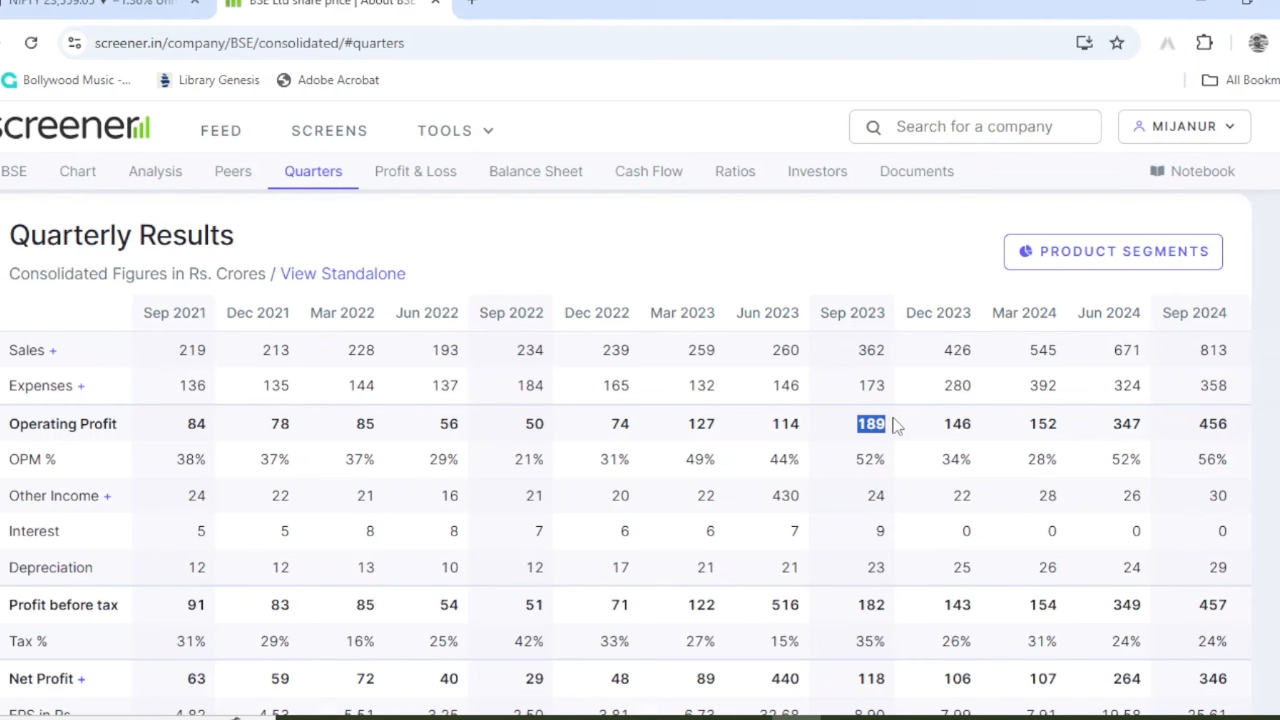 BSE Ltd share price | About BSE
screener.in/company/BSE/consolidated/#quarters
Bollywood Music -... Library Genesis Adobe Acrobat All Bookm
screener FEED SCREENS TOOLS Search for a company MIJANUR
BSE Chart Analysis Peers Quarters Profit & Loss Balance Sheet Cash Flow Ratios Investors Documents Notebook
Quarterly Results
PRODUCT SEGMENTS
Consolidated Figures in Rs. Crores / View Standalone
Sep 2021 Dec 2021 Mar 2022 Jun 2022 Sep 2022 Dec 2022 Mar 2023 Jun 2023 Sep 2023 Dec 2023 Mar 2024 Jun 2024 Sep 2024
Sales + 219 213 228 193 234 239 259 260 362 426 545 671 813
Expenses + 136 135 144 137 184 165 132 146 173 280 392 324 358
Operating Profit 84 78 85 56 50 74 127 114 189 146 152 347 456
OPM % 38% 37% 37% 29% 21% 31% 49% 44% 52% 34% 28% 52% 56%
Other Income + 24 22 21 16 21 20 22 430 24 22 28 26 30
Interest 5 5 8 8 7 6 6 7 9 0 0 0 0
Depreciation 12 12 13 10 12 17 21 21 23 25 26 24 29
Profit before tax 91 83 85 54 51 71 122 516 182 143 154 349 457
Tax % 31% 29% 16% 25% 42% 33% 27% 15% 35% 26% 31% 24% 24%
Net Profit + 63 59 72 40 29 48 89 440 118 106 107 264 346
EPS in Rs